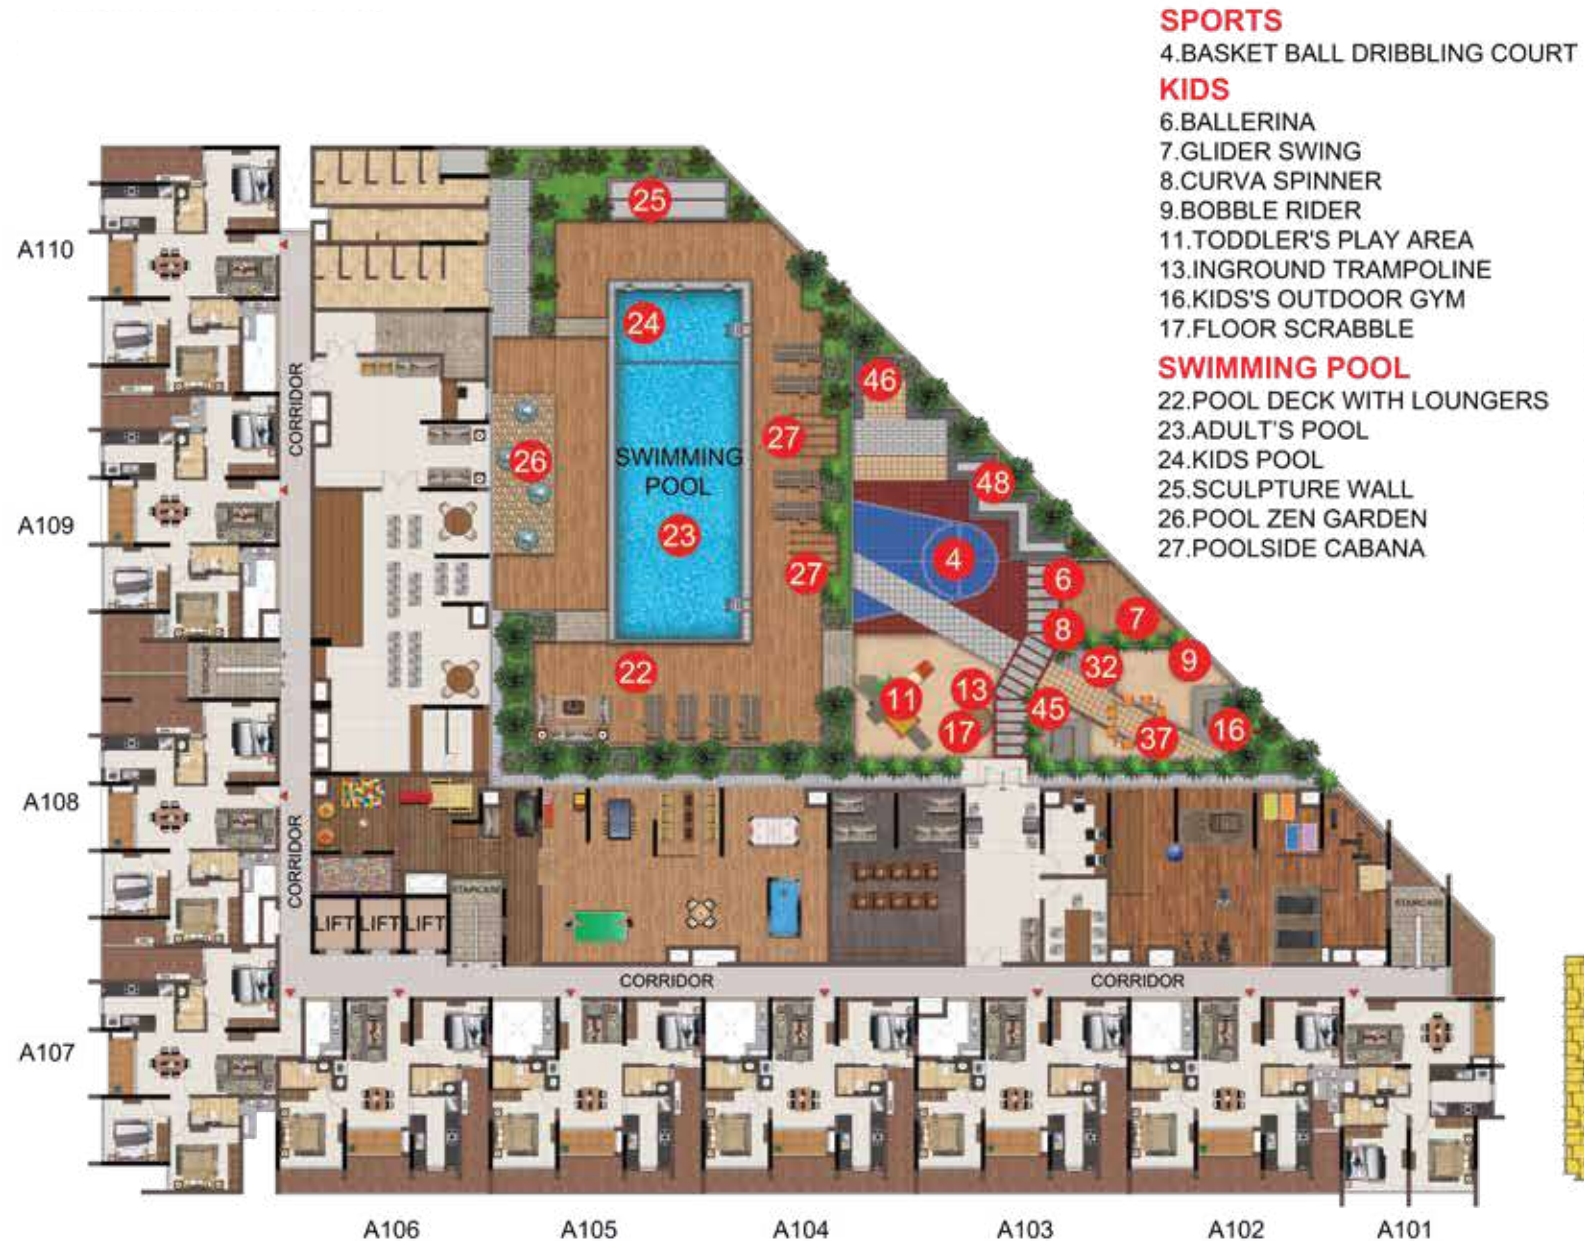 SPORTS
4.BASKET BALL DRIBBLING COURT
KIDS
6.BALLERINA
7.GLIDER SWING
8.CURVA SPINNER
9.BOBBLE RIDER
11.TODDLER'S PLAY AREA
13.INGROUND TRAMPOLINE
16.KIDS'S OUTDOOR GYM
17.FLOOR SCRABBLE
SWIMMING POOL
22.POOL DECK WITH LOUNGERS
23.ADULT'S POOL
24.KIDS POOL
25.SCULPTURE WALL
26.POOL ZEN GARDEN
27.POOLSIDE CABANA
25
A110
24
CORRIDOR
46
27
SWIMMING
POOL
26
48
A109
23
4
27
6
7
8
STAIRCASE
22
32
9
11
13
45
17
37
16
A108
CORRIDOR
STAIRCASE
STAIRCASE
LIFT
LIFT
LIFT
CORRIDOR
CORRIDOR
A107
A106
A105
A104
A103
A102
A101